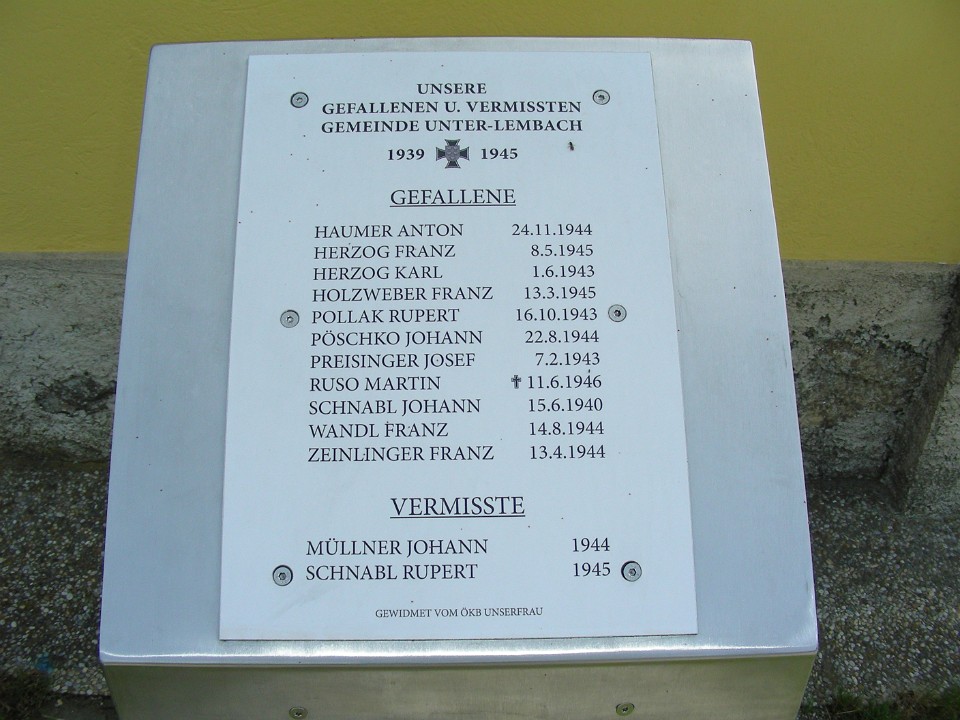 UNSERE
GEFALLENEN U. VERMISSTEN
GEMEINDE UNTER-LEMBACH
1939 1945
GEFALLENE
HAUMER ANTON 24.11.1944
HERZOG FRANZ 8.5.1945
HERZOG KARL 1.6.1943
HOLZWEBER FRANZ 13.3.1945
POLLAK RUPERT 16.10.1943
PÖSCHKO JOHANN 22.8.1944
PREISINGER JOSEF 7.2.1943
RUSO MARTIN ✝ 11.6.1946
SCHNABL JOHANN 15.6.1940
WANDL FRANZ 14.8.1944
ZEINLINGER FRANZ 13.4.1944
VERMISSTE
MÜLLNER JOHANN 1944
SCHNABL RUPERT 1945
GEWIDMET VOM ÖKB UNSERFRAU